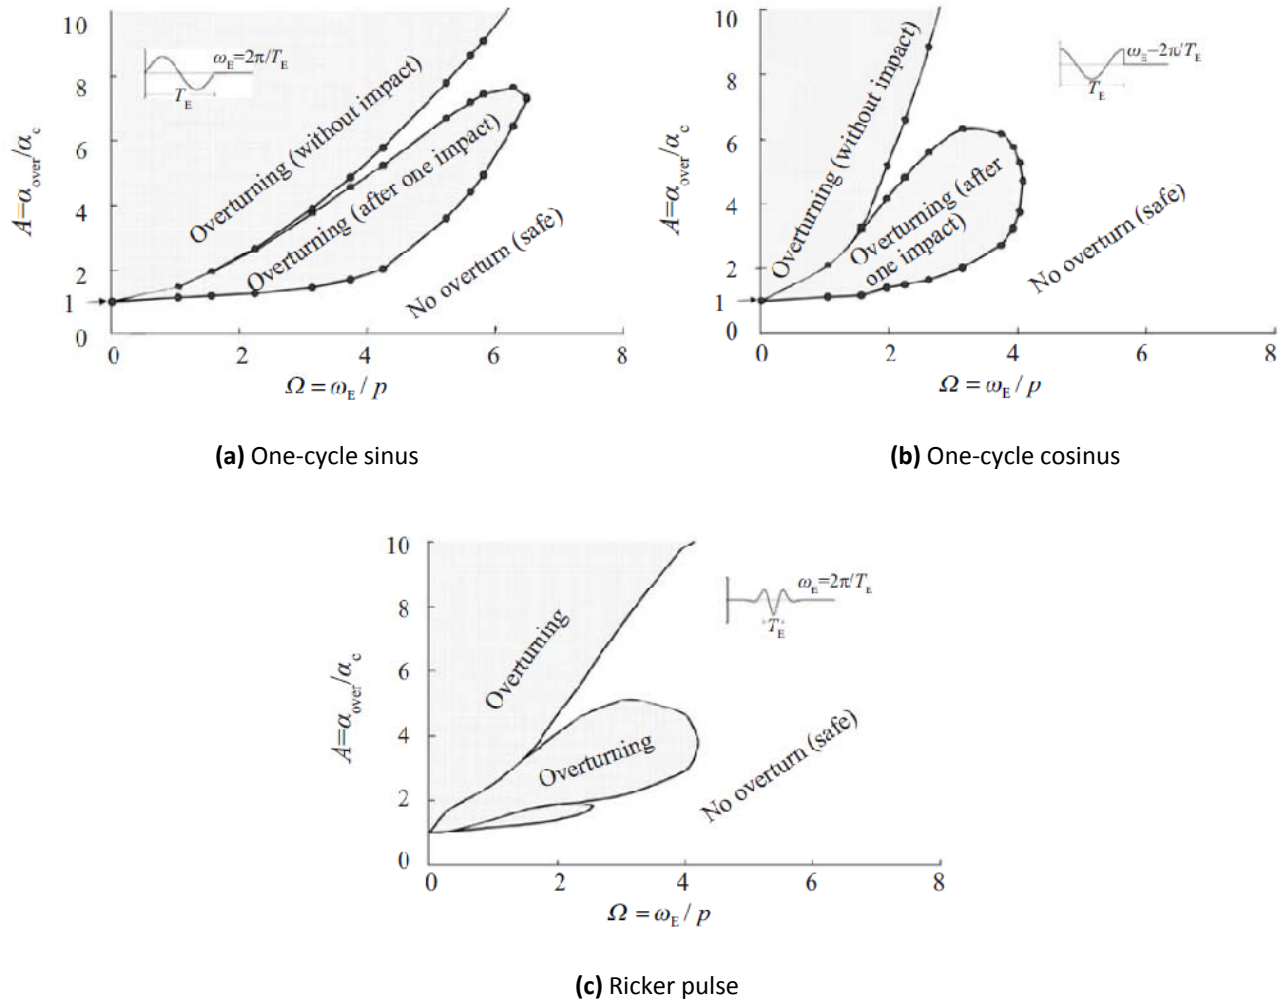 10
8
6
4
2
1
0
A=α_over/α_c
ω_E=2π/T_E
T_E
Overturning (without impact)
Overturning (after one impact)
No overturn (safe)
0 2 4 6 8
Ω = ω_E / p
(a) One-cycle sinus
10
8
6
4
2
1
0
A=α_over/α_c
ω_E−2π/T_E
T_E
Overturning (without impact)
Overturning (after
one impact)
No overturn (safe)
0 2 4 6 8
Ω = ω_E / p
(b) One-cycle cosinus
10
8
6
4
2
0
A=α_over/α_c
ω_E=2π/T_E
T_E
Overturning
Overturning
No overturn (safe)
0 2 4 6 8
Ω = ω_E / p
(c) Ricker pulse